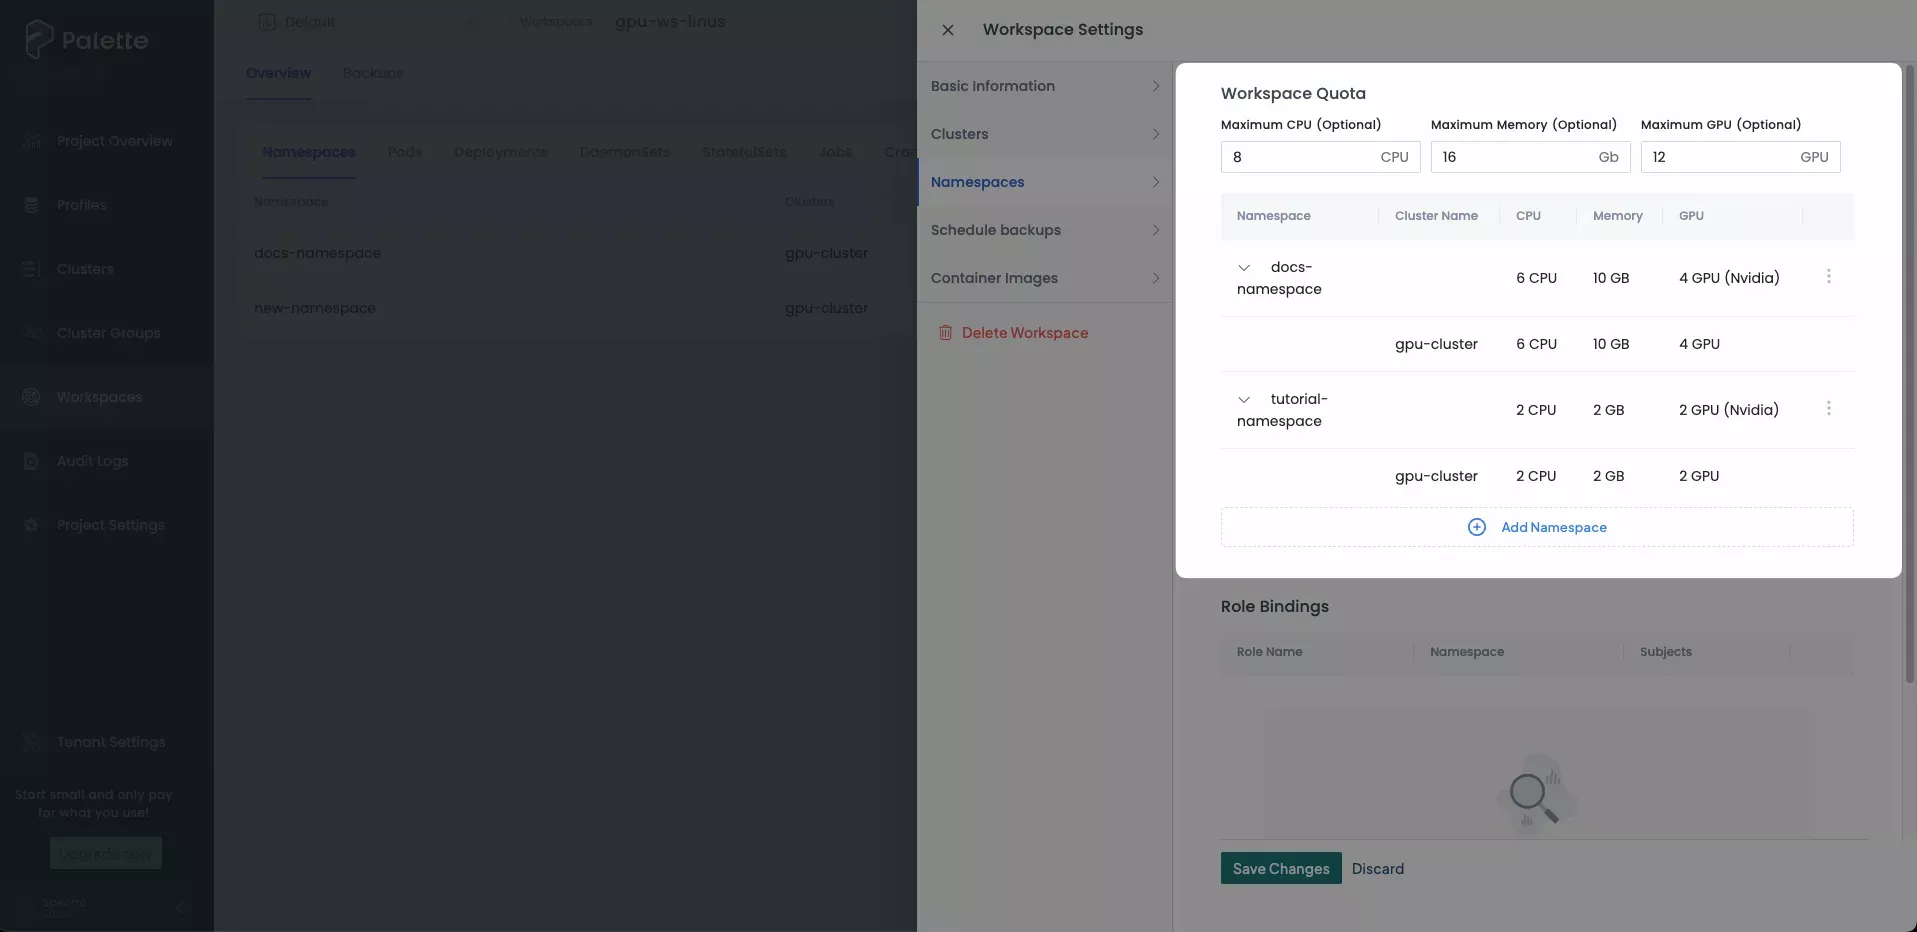 Palette
Project Overview
Profiles
Clusters
Cluster Groups
Workspaces
Audit Logs
Project Settings
Tenant Settings
Start small and only pay
for what you use!
Upgrade now
Default
Workspaces
gpu-ws-linus
Overview
Backups
Namespaces
Pods
Deployments
DaemonSets
StatefulSets
Jobs
Cron
Namespace
Clusters
docs-namespace
gpu-cluster
new-namespace
gpu-cluster
Workspace Settings
Basic Information
Clusters
Namespaces
Schedule backups
Container Images
Delete Workspace
Workspace Quota
Maximum CPU (Optional)
Maximum Memory (Optional)
Maximum GPU (Optional)
8 CPU
16 Gb
12 GPU
Namespace
Cluster Name
CPU
Memory
GPU
docs-
namespace
6 CPU
10 GB
4 GPU (Nvidia)
gpu-cluster
6 CPU
10 GB
4 GPU
tutorial-
namespace
2 CPU
2 GB
2 GPU (Nvidia)
gpu-cluster
2 CPU
2 GB
2 GPU
Add Namespace
Role Bindings
Role Name
Namespace
Subjects
Save Changes
Discard